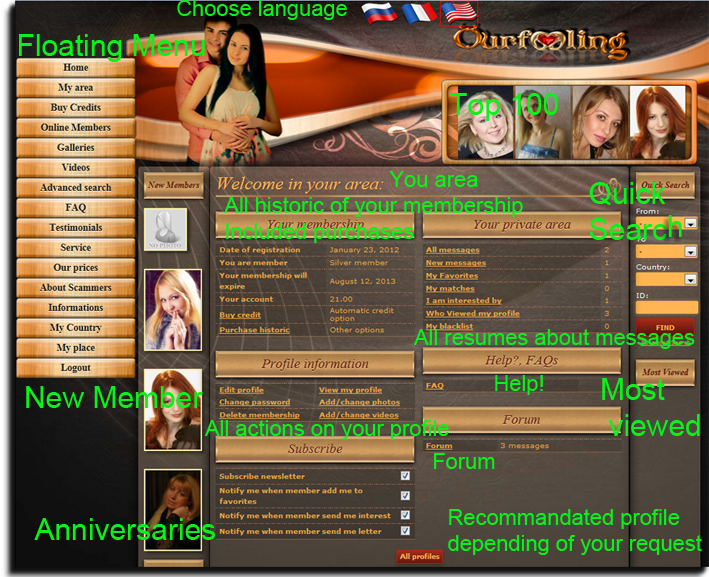 Choose language
Ourfeeling
Floating Menu
Home
My area
Buy Credits
Online Members
Galleries
Videos
Advanced search
FAQ
Testimonials
Service
Our prices
About Scammers
Informations
My Country
My place
Logout
Top 100
New Members
NO PHOTO
New Member
Anniversaries
Welcome in your area:
You area
All historic of your membership
Included purchases
Your membership
Date of registration January 23, 2012
You are member Silver member
Your membership will
expire August 12, 2013
Your account 21.00
Buy credit Automatic credit
option
Purchase historic Other options
Your private area
All messages 2
New messages 1
My Favorites 1
My matches 0
I am interested by 1
Who Viewed my profile 3
My blacklist 0
All resumes about messages
Profile information
Edit profile View my profile
Change password Add/change photos
Delete membership Add/change videos
All actions on your profile
Help?, FAQs
FAQ
Help!
Forum
Forum 3 messages
Forum
Subscribe
Subscribe newsletter
Notify me when member add me to
favorites
Notify me when member send me interest
Notify me when member send me letter
All profiles
Recommandated profile
depending of your request
Quick Search
Quick
Search
From:
-
-
Country:
-
ID:
FIND
Most Viewed
Most
viewed